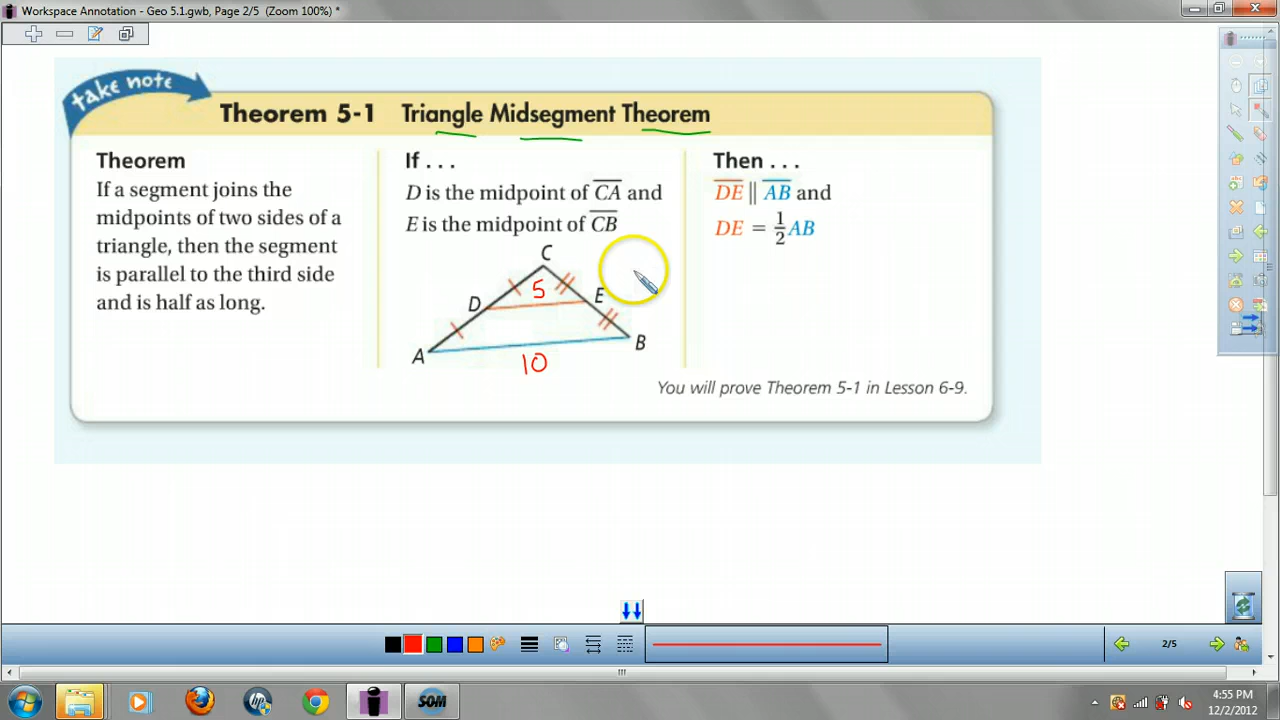 Workspace Annotation - Geo 5.1.gwb, Page 2/5 (Zoom 100%) *
take note
Theorem 5-1 Triangle Midsegment Theorem
Theorem
If a segment joins the
midpoints of two sides of a
triangle, then the segment
is parallel to the third side
and is half as long.
If . . .
D is the midpoint of CA and
E is the midpoint of CB
C
5
D
E
A
B
10
Then . . .
DE || AB and
DE = 1/2 AB
You will prove Theorem 5-1 in Lesson 6-9.
2/5
SOM
4:55 PM
12/2/2012